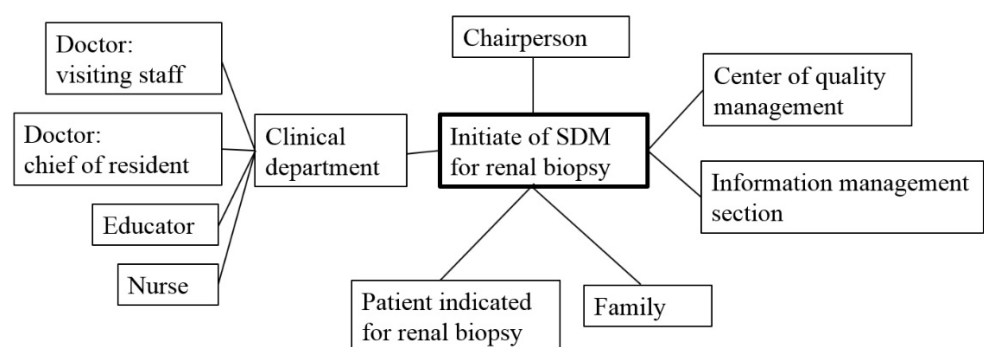 Doctor:
visiting staff
Doctor:
chief of resident
Educator
Nurse
Clinical
department
Chairperson
Initiate of SDM
for renal biopsy
Center of quality
management
Information management
section
Patient indicated
for renal biopsy
Family